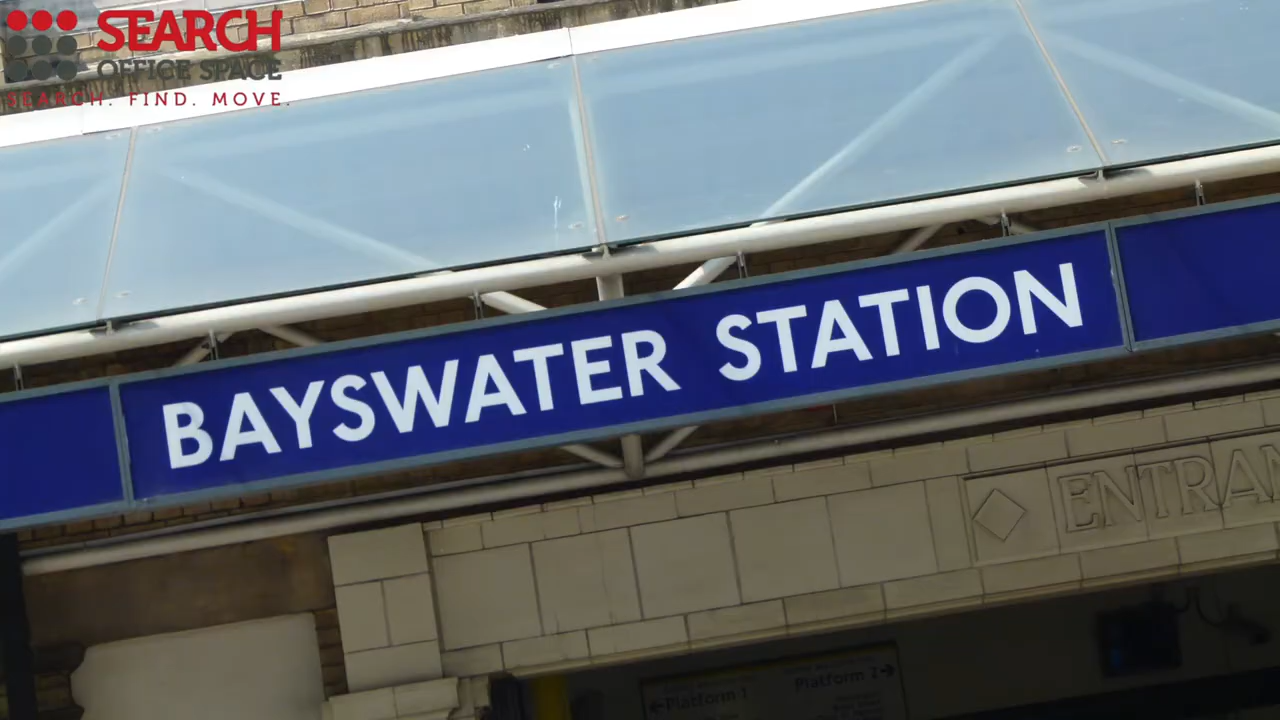 SEARCH
OFFICE SPACE
SEARCH. FIND. MOVE.
BAYSWATER STATION
ENTRAN
←Platform 1
Platform 2→